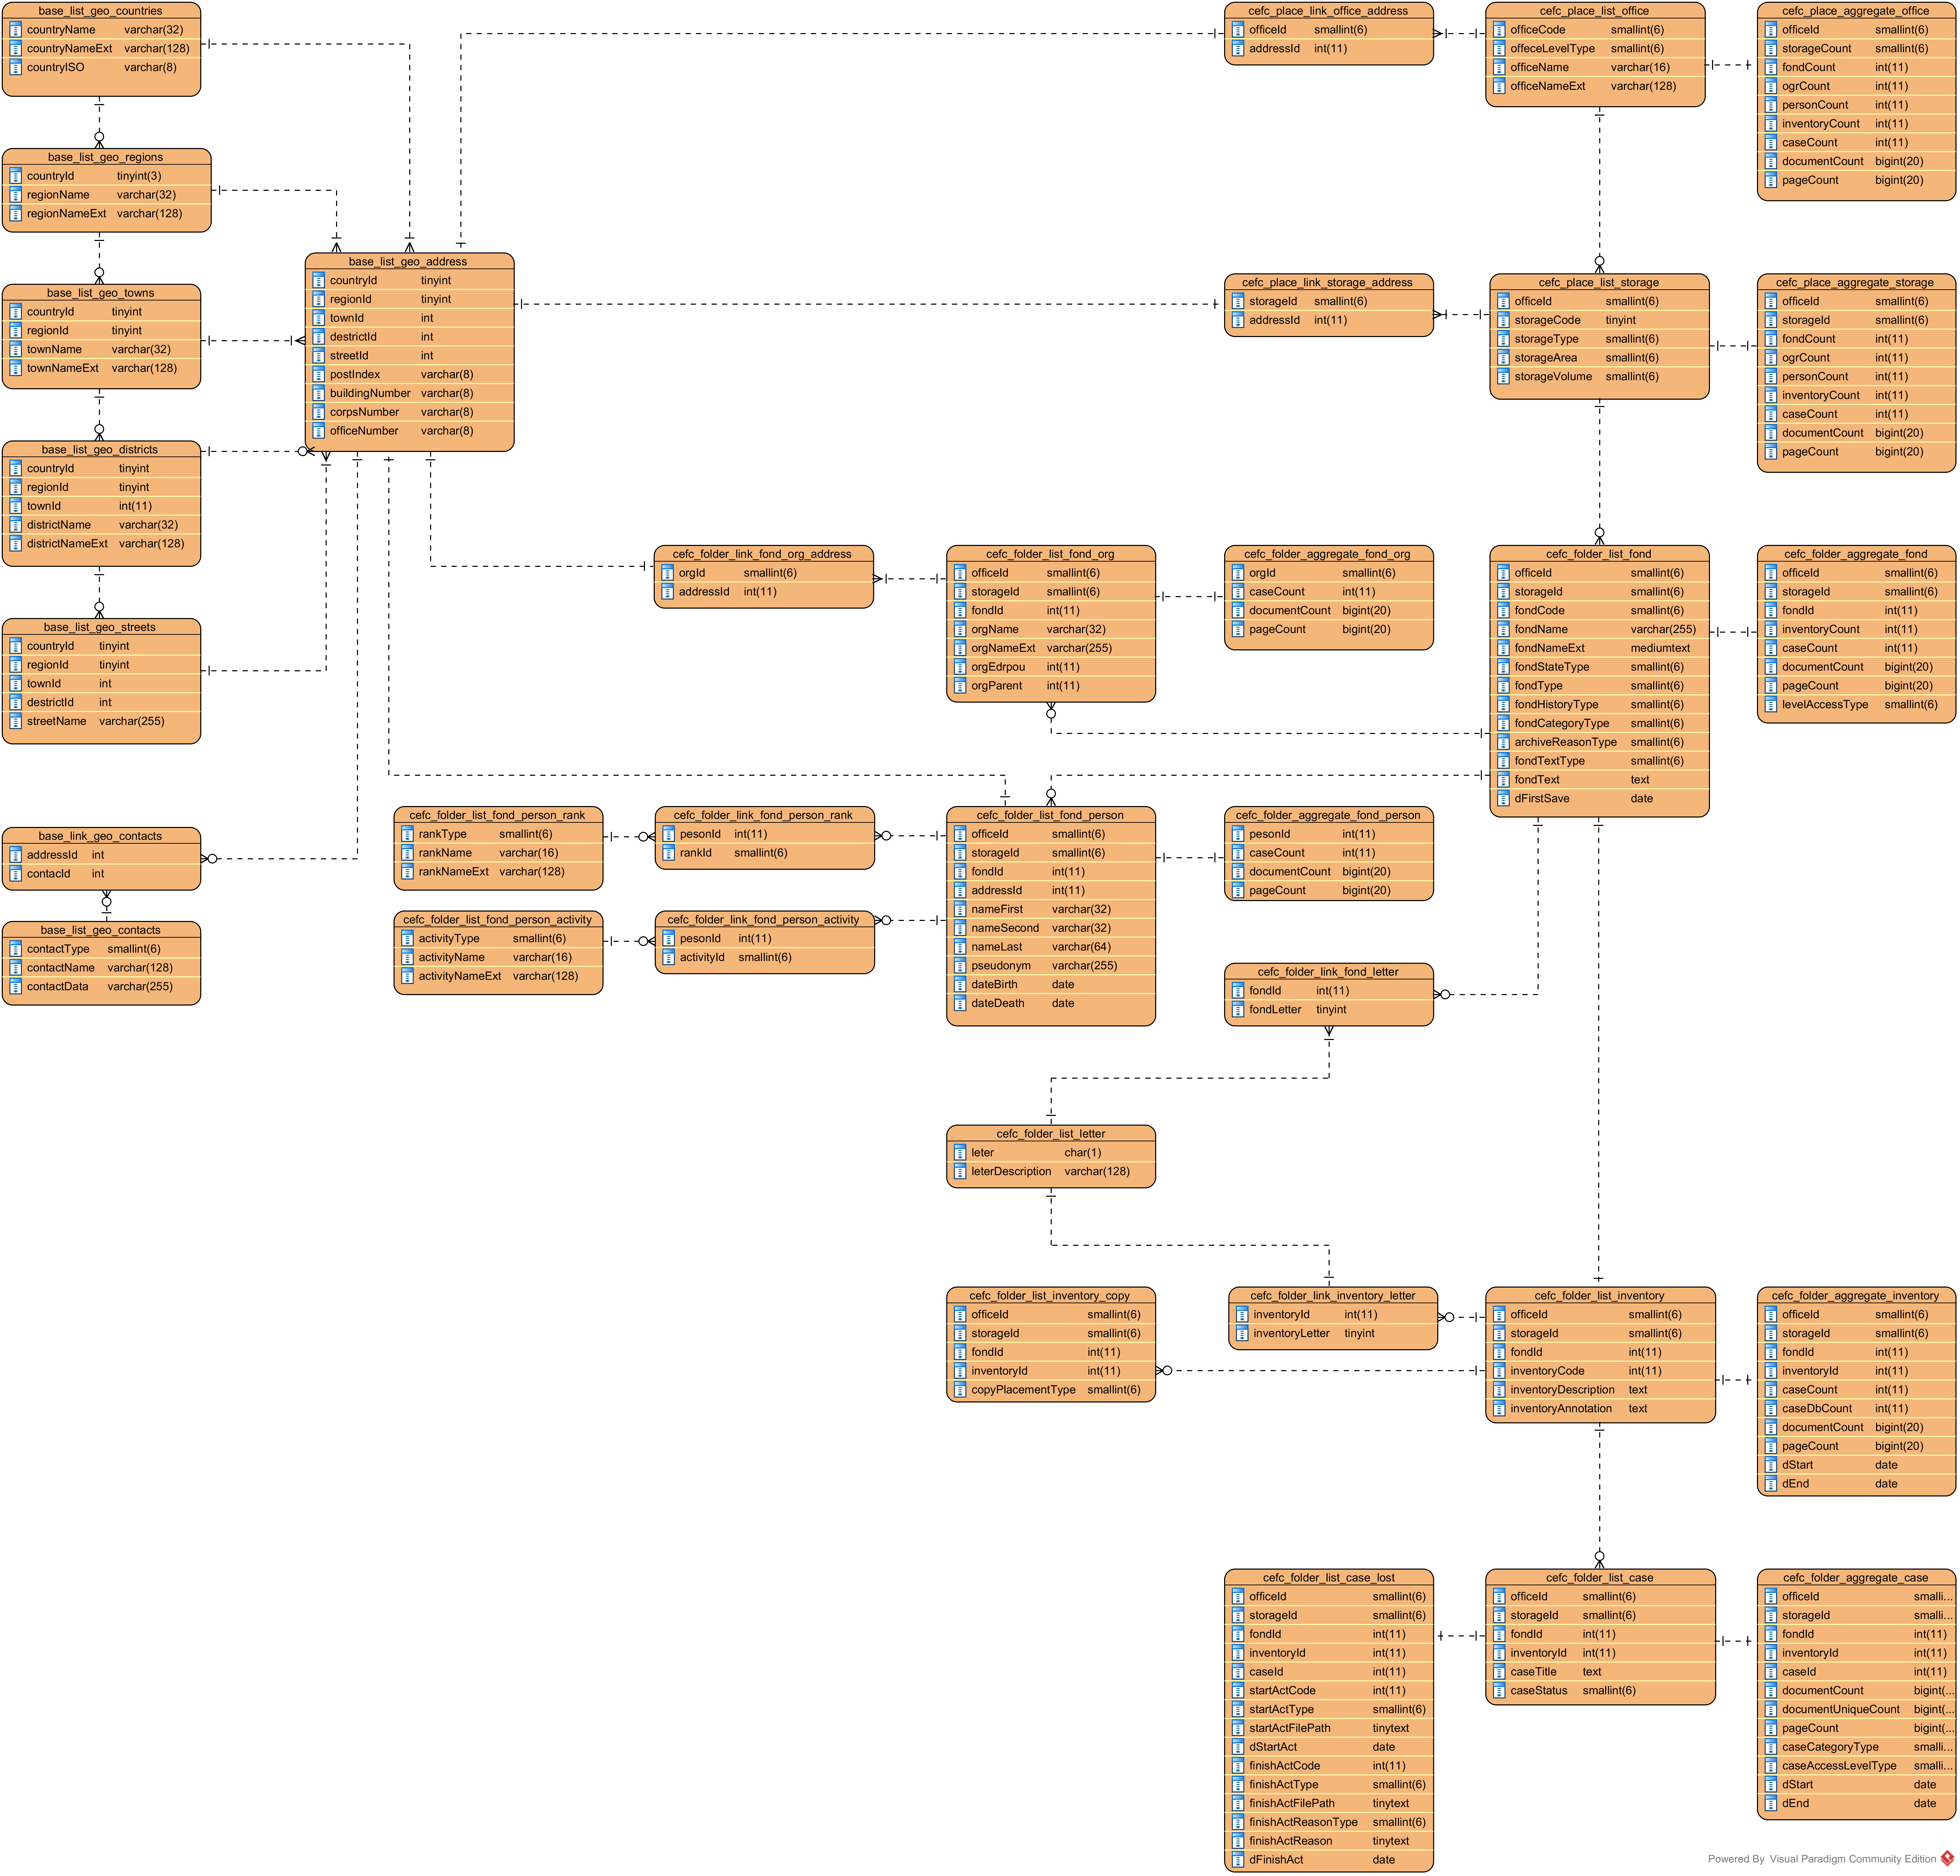 base_list_geo_countries
countryName varchar(32)
countryNameExt varchar(128)
countryISO varchar(8)
base_list_geo_regions
countryId tinyint(3)
regionName varchar(32)
regionNameExt varchar(128)
base_list_geo_towns
countryId tinyint
regionId tinyint
townName varchar(32)
townNameExt varchar(128)
base_list_geo_districts
countryId tinyint
regionId tinyint
townId int(11)
districtName varchar(32)
districtNameExt varchar(128)
base_list_geo_streets
countryId tinyint
regionId tinyint
townId int
destrictId int
streetName varchar(255)
base_link_geo_contacts
addressId int
contacId int
base_list_geo_contacts
contactType smallint(6)
contactName varchar(128)
contactData varchar(255)
base_list_geo_address
countryId tinyint
regionId tinyint
townId int
destrictId int
streetId int
postIndex varchar(8)
buildingNumber varchar(8)
corpsNumber varchar(8)
officeNumber varchar(8)
cefc_place_link_office_address
officeId smallint(6)
addressId int(11)
cefc_place_list_office
officeCode smallint(6)
offeceLevelType smallint(6)
officeName varchar(16)
officeNameExt varchar(128)
cefc_place_aggregate_office
officeId smallint(6)
storageCount smallint(6)
fondCount int(11)
ogrCount int(11)
personCount int(11)
inventoryCount int(11)
caseCount int(11)
documentCount bigint(20)
pageCount bigint(20)
cefc_place_link_storage_address
storageId smallint(6)
addressId int(11)
cefc_place_list_storage
officeId smallint(6)
storageCode tinyint
storageType smallint(6)
storageArea smallint(6)
storageVolume smallint(6)
cefc_place_aggregate_storage
officeId smallint(6)
storageId smallint(6)
fondCount int(11)
ogrCount int(11)
personCount int(11)
inventoryCount int(11)
caseCount int(11)
documentCount bigint(20)
pageCount bigint(20)
cefc_folder_link_fond_org_address
orgId smallint(6)
addressId int(11)
cefc_folder_list_fond_org
officeId smallint(6)
storageId smallint(6)
fondId int(11)
orgName varchar(32)
orgNameExt varchar(255)
orgEdrpou int(11)
orgParent int(11)
cefc_folder_aggregate_fond_org
orgId smallint(6)
caseCount int(11)
documentCount bigint(20)
pageCount bigint(20)
cefc_folder_list_fond
officeId smallint(6)
storageId smallint(6)
fondCode smallint(6)
fondName varchar(255)
fondNameExt mediumtext
fondStateType smallint(6)
fondType smallint(6)
fondHistoryType smallint(6)
fondCategoryType smallint(6)
archiveReasonType smallint(6)
fondTextType smallint(6)
fondText text
dFirstSave date
cefc_folder_aggregate_fond
officeId smallint(6)
storageId smallint(6)
fondId int(11)
inventoryCount int(11)
caseCount int(11)
documentCount bigint(20)
pageCount bigint(20)
levelAccessType smallint(6)
cefc_folder_list_fond_person_rank
rankType smallint(6)
rankName varchar(16)
rankNameExt varchar(128)
cefc_folder_link_fond_person_rank
pesonId int(11)
rankId smallint(6)
cefc_folder_list_fond_person_activity
activityType smallint(6)
activityName varchar(16)
activityNameExt varchar(128)
cefc_folder_link_fond_person_activity
pesonId int(11)
activityId smallint(6)
cefc_folder_list_fond_person
officeId smallint(6)
storageId smallint(6)
fondId int(11)
addressId int(11)
nameFirst varchar(32)
nameSecond varchar(32)
nameLast varchar(64)
pseudonym varchar(255)
dateBirth date
dateDeath date
cefc_folder_aggregate_fond_person
pesonId int(11)
caseCount int(11)
documentCount bigint(20)
pageCount bigint(20)
cefc_folder_link_fond_letter
fondId int(11)
fondLetter tinyint
cefc_folder_list_letter
leter char(1)
leterDescription varchar(128)
cefc_folder_list_inventory_copy
officeId smallint(6)
storageId smallint(6)
fondId int(11)
inventoryId int(11)
copyPlacementType smallint(6)
cefc_folder_link_inventory_letter
inventoryId int(11)
inventoryLetter tinyint
cefc_folder_list_inventory
officeId smallint(6)
storageId smallint(6)
fondId int(11)
inventoryCode int(11)
inventoryDescription text
inventoryAnnotation text
cefc_folder_aggregate_inventory
officeId smallint(6)
storageId smallint(6)
fondId int(11)
inventoryId int(11)
caseCount int(11)
caseDbCount int(11)
documentCount bigint(20)
pageCount bigint(20)
dStart date
dEnd date
cefc_folder_list_case_lost
officeId smallint(6)
storageId smallint(6)
fondId int(11)
inventoryId int(11)
caseId int(11)
startActCode int(11)
startActType smallint(6)
startActFilePath tinytext
dStartAct date
finishActCode int(11)
finishActType smallint(6)
finishActFilePath tinytext
finishActReasonType smallint(6)
finishActReason tinytext
dFinishAct date
cefc_folder_list_case
officeId smallint(6)
storageId smallint(6)
fondId int(11)
inventoryId int(11)
caseTitle text
caseStatus smallint(6)
cefc_folder_aggregate_case
officeId smalli...
storageId smalli...
fondId int(11)
inventoryId int(11)
caseId int(11)
documentCount bigint(...
documentUniqueCount bigint(...
pageCount bigint(...
caseCategoryType smalli...
caseAccessLevelType smalli...
dStart date
dEnd date
Powered By Visual Paradigm Community Edition